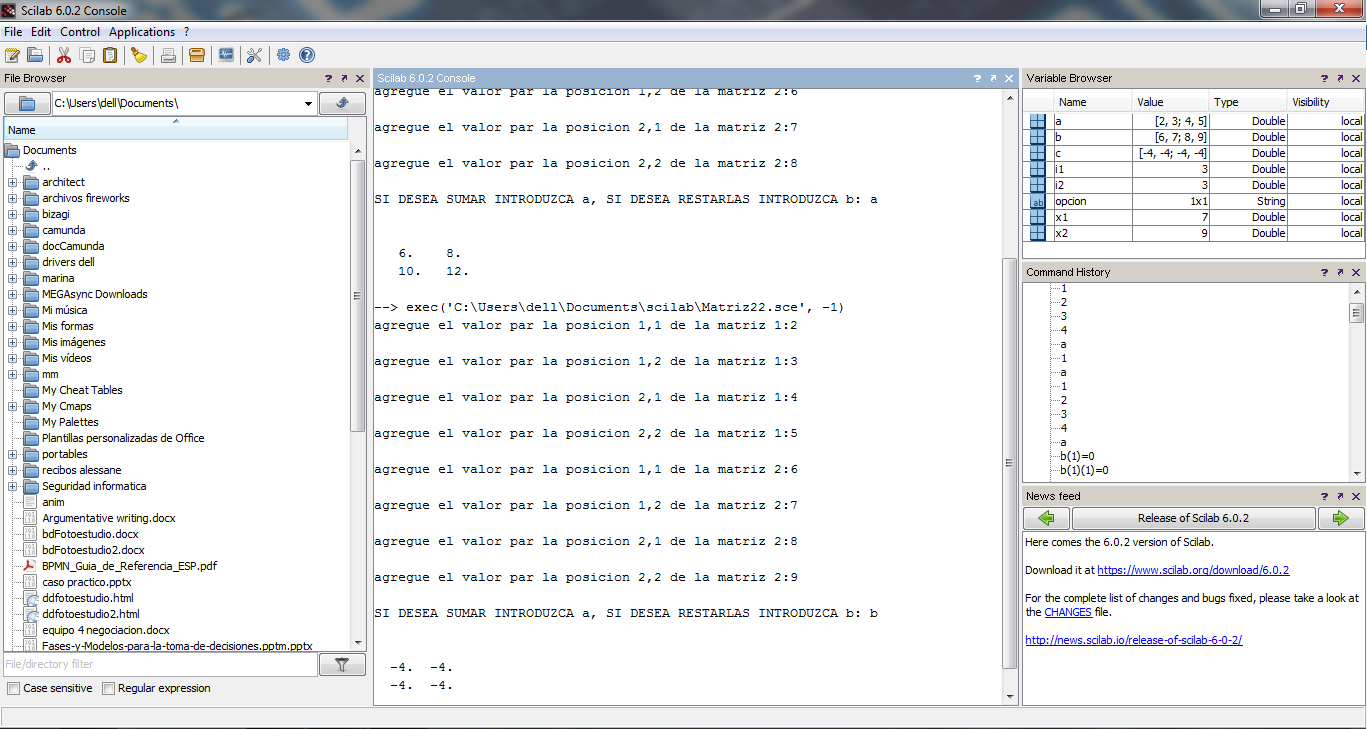 Scilab 6.0.2 Console
File Edit Control Applications ?
File Browser
C:\Users\dell\Documents\
Name
Documents
..
architect
archivos fireworks
bizagi
camunda
docCamunda
drivers dell
marina
MEGAsync Downloads
Mi música
Mis formas
Mis imágenes
Mis vídeos
mm
My Cheat Tables
My Cmaps
My Palettes
Plantillas personalizadas de Office
portables
recibos alessane
Seguridad informatica
anim
Argumentative writing.docx
bdFotoestudio.docx
bdFotoestudio2.docx
BPMN_Guia_de_Referencia_ESP.pdf
caso practico.pptx
ddfotoestudio.html
ddfotoestudio2.html
equipo 4 negociacion.docx
Fases-y-Modelos-para-la-toma-de-decisiones.pptm.pptx
File/directory filter
Case sensitive Regular expression
Scilab 6.0.2 Console
agregue el valor par la posicion 1,2 de la matriz 2:6
agregue el valor par la posicion 2,1 de la matriz 2:7
agregue el valor par la posicion 2,2 de la matriz 2:8
SI DESEA SUMAR INTRODUZCA a, SI DESEA RESTARLAS INTRODUZCA b: a
6. 8.
10. 12.
--> exec('C:\Users\dell\Documents\scilab\Matriz22.sce', -1)
agregue el valor par la posicion 1,1 de la matriz 1:2
agregue el valor par la posicion 1,2 de la matriz 1:3
agregue el valor par la posicion 2,1 de la matriz 1:4
agregue el valor par la posicion 2,2 de la matriz 1:5
agregue el valor par la posicion 1,1 de la matriz 2:6
agregue el valor par la posicion 1,2 de la matriz 2:7
agregue el valor par la posicion 2,1 de la matriz 2:8
agregue el valor par la posicion 2,2 de la matriz 2:9
SI DESEA SUMAR INTRODUZCA a, SI DESEA RESTARLAS INTRODUZCA b: b
-4. -4.
-4. -4.
Variable Browser
Name Value Type Visibility
a [2, 3; 4, 5] Double local
b [6, 7; 8, 9] Double local
c [-4, -4; -4, -4] Double local
i1 3 Double local
i2 3 Double local
ab opcion 1x1 String local
x1 7 Double local
x2 9 Double local
Command History
1
2
3
4
a
1
a
1
2
3
4
a
b(1)=0
b(1)(1)=0
News feed
Release of Scilab 6.0.2
Here comes the 6.0.2 version of Scilab.
Download it at https://www.scilab.org/download/6.0.2
For the complete list of changes and bugs fixed, please take a look at
the CHANGES file.
http://news.scilab.io/release-of-scilab-6-0-2/